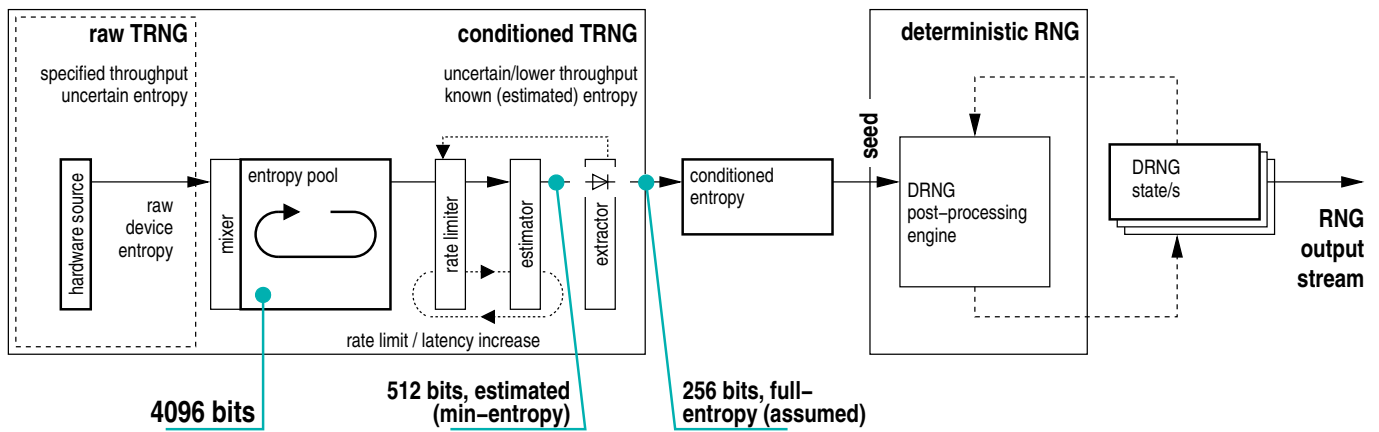 raw TRNG
specified throughput
uncertain entropy
hardware source
raw
device
entropy
mixer
entropy pool
4096 bits
conditioned TRNG
uncertain/lower throughput
known (estimated) entropy
rate limiter
estimator
extractor
rate limit / latency increase
512 bits, estimated
(min−entropy)
256 bits, full−
entropy (assumed)
conditioned
entropy
deterministic RNG
seed
DRNG
post−processing
engine
DRNG
state/s
RNG
output
stream